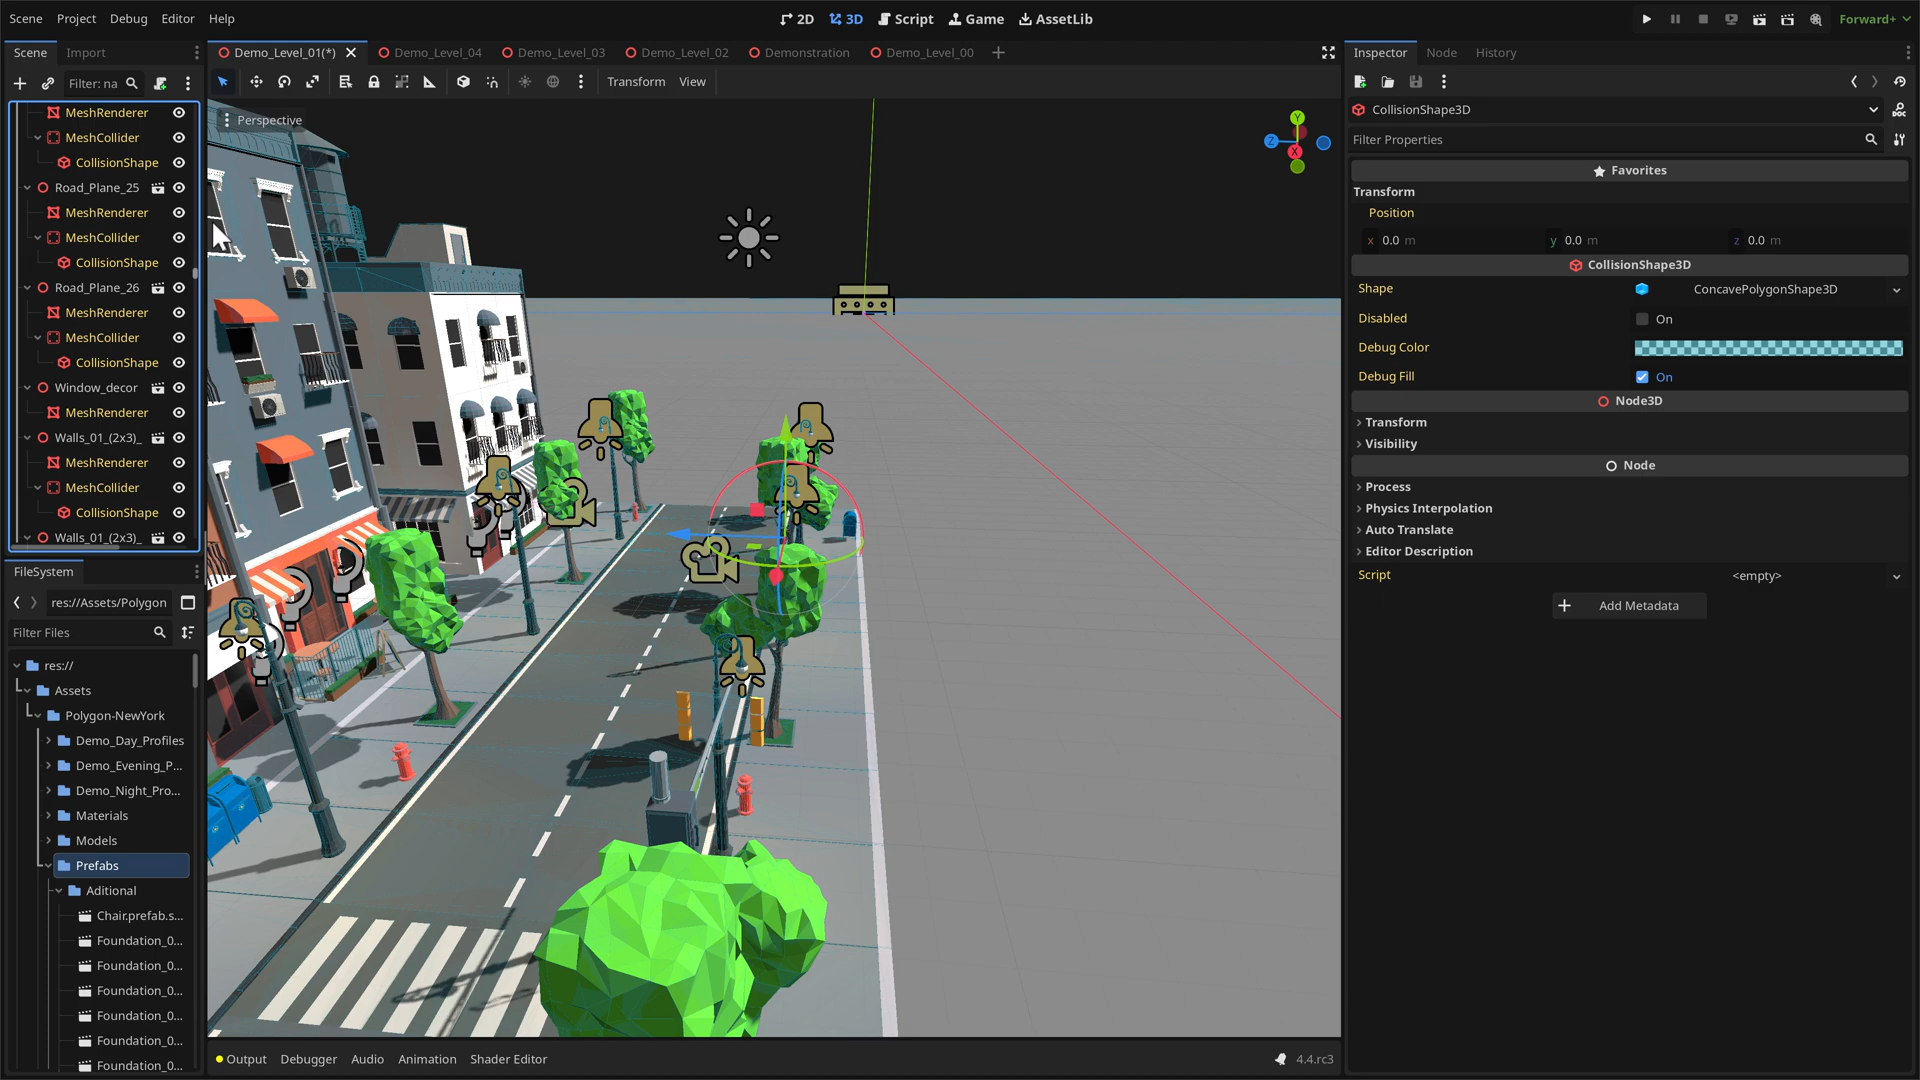 Scene Project Debug Editor Help
2D 3D Script Game AssetLib
Forward+
Scene Import
Demo_Level_01(*) Demo_Level_04 Demo_Level_03 Demo_Level_02 Demonstration Demo_Level_00
Inspector Node History
Filter: na
Transform View
Perspective
Y
Z
X
MeshRenderer
MeshCollider
CollisionShape
Road_Plane_25
MeshRenderer
MeshCollider
CollisionShape
Road_Plane_26
MeshRenderer
MeshCollider
CollisionShape
Window_decor
MeshRenderer
Walls_01_(2x3)_
MeshRenderer
MeshCollider
CollisionShape
Walls_01_(2x3)_
FileSystem
res://Assets/Polygon
Filter Files
res://
Assets
Polygon-NewYork
Demo_Day_Profiles
Demo_Evening_P...
Demo_Night_Pro...
Materials
Models
Prefabs
Aditional
Chair.prefab.s...
Foundation_0...
Foundation_0...
Foundation_0...
Foundation_0...
Foundation_0...
Foundation_0...
Output Debugger Audio Animation Shader Editor
4.4.rc3
CollisionShape3D
DOC
Filter Properties
Favorites
Transform
Position
x 0.0 m y 0.0 m z 0.0 m
CollisionShape3D
Shape ConcavePolygonShape3D
Disabled On
Debug Color
Debug Fill On
Node3D
Transform
Visibility
Node
Process
Physics Interpolation
Auto Translate
Editor Description
Script <empty>
Add Metadata